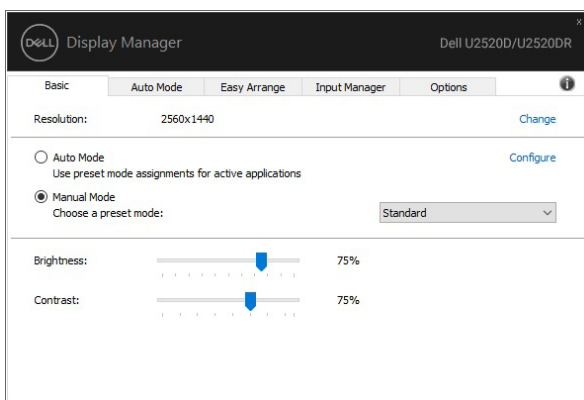 DELL Display Manager Dell U2520D/U2520DR
Basic Auto Mode Easy Arrange Input Manager Options
Resolution: 2560x1440 Change
Auto Mode Configure
Use preset mode assignments for active applications
Manual Mode
Choose a preset mode: Standard
Brightness: 75%
Contrast: 75%